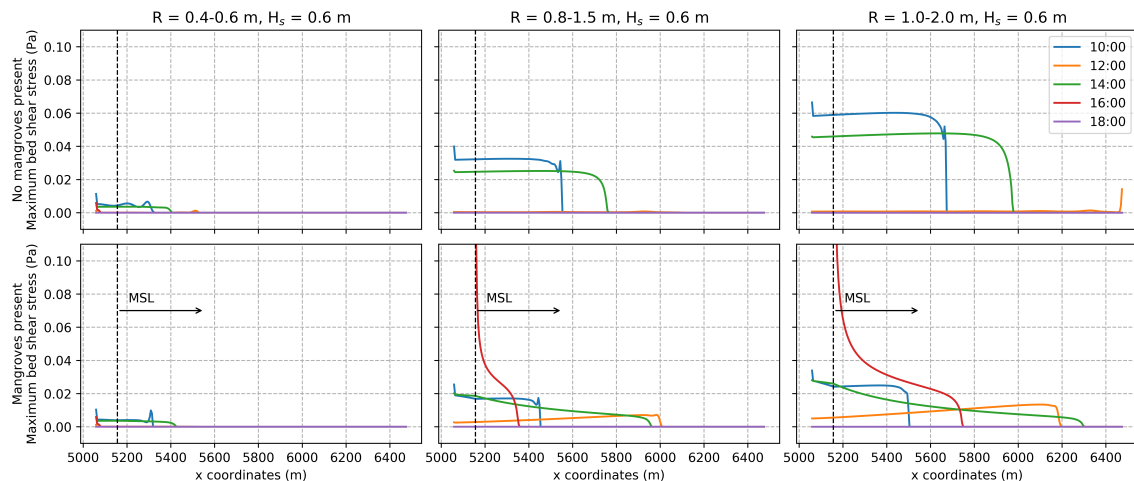 R = 0.4-0.6 m, Hₛ = 0.6 m
R = 0.8-1.5 m, Hₛ = 0.6 m
R = 1.0-2.0 m, Hₛ = 0.6 m
No mangroves present
Maximum bed shear stress (Pa)
0.10
0.08
0.06
0.04
0.02
0.00
10:00
12:00
14:00
16:00
18:00
Mangroves present
Maximum bed shear stress (Pa)
0.10
0.08
0.06
0.04
0.02
0.00
MSL
MSL
MSL
5000 5200 5400 5600 5800 6000 6200 6400
5000 5200 5400 5600 5800 6000 6200 6400
5000 5200 5400 5600 5800 6000 6200 6400
x coordinates (m)
x coordinates (m)
x coordinates (m)